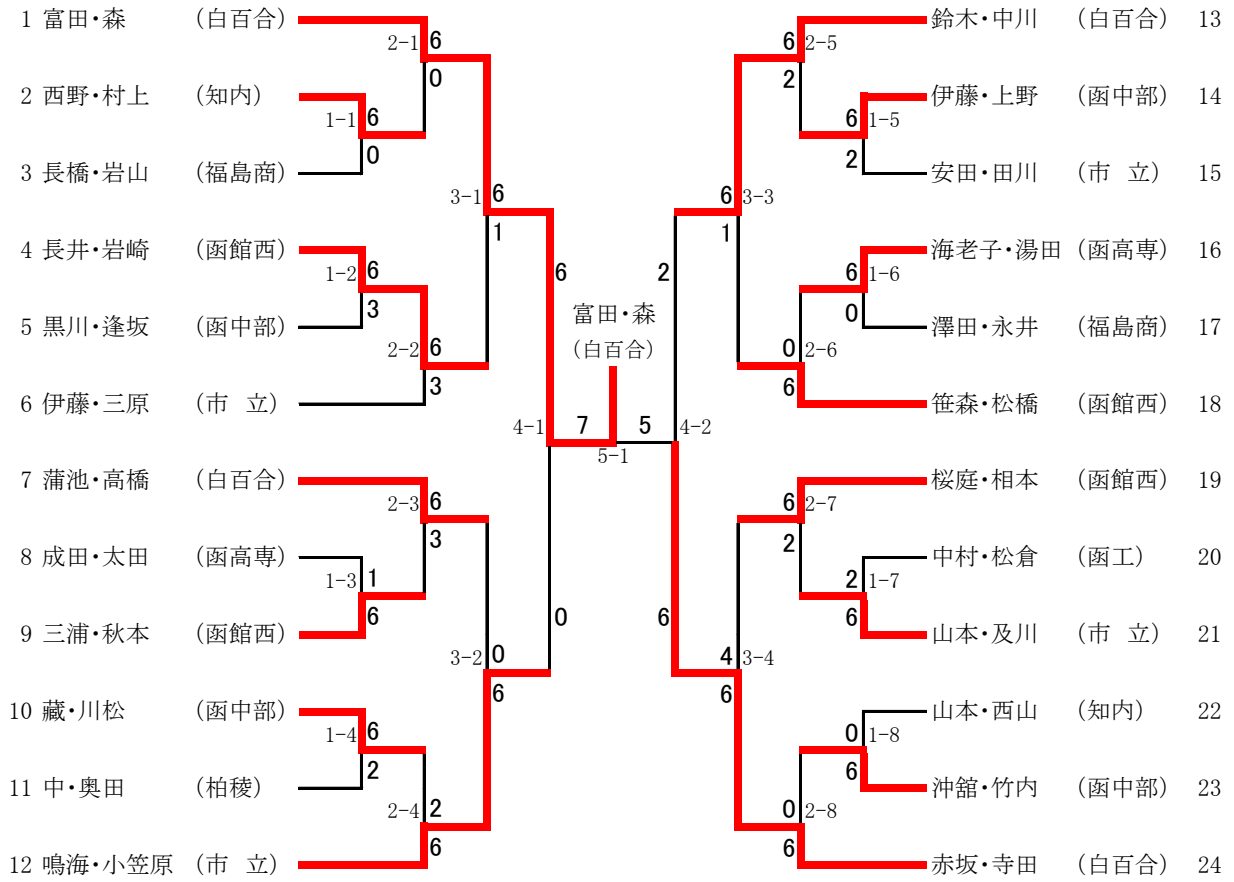 1 富田・森 (白百合)
6
2-1
0
2 西野・村上 (知内)
6
1-1
0
3 長橋・岩山 (福島商)
3-1
6
1
4 長井・岩崎 (函館西)
1-2
6
3
5 黒川・逢坂 (函中部)
2-2
6
3
6 伊藤・三原 (市 立)
4-1
6
0
7 蒲池・高橋 (白百合)
2-3
6
3
8 成田・太田 (函高専)
1-3
1
6
9 三浦・秋本 (函館西)
3-2
0
6
10 藏・川松 (函中部)
1-4
6
2
11 中・奥田 (柏稜)
2-4
2
6
12 鳴海・小笠原 (市 立)
富田・森
(白百合)
7
5
5-1
鈴木・中川 (白百合) 13
6
2-5
2
伊藤・上野 (函中部) 14
6
1-5
2
安田・田川 (市 立) 15
6
3-3
1
海老子・湯田 (函高専) 16
6
1-6
0
澤田・永井 (福島商) 17
0
2-6
6
笹森・松橋 (函館西) 18
2
4-2
6
桜庭・相本 (函館西) 19
6
2-7
2
中村・松倉 (函工) 20
2
1-7
6
山本・及川 (市 立) 21
4
3-4
6
山本・西山 (知内) 22
0
1-8
6
沖舘・竹内 (函中部) 23
0
2-8
6
赤坂・寺田 (白百合) 24